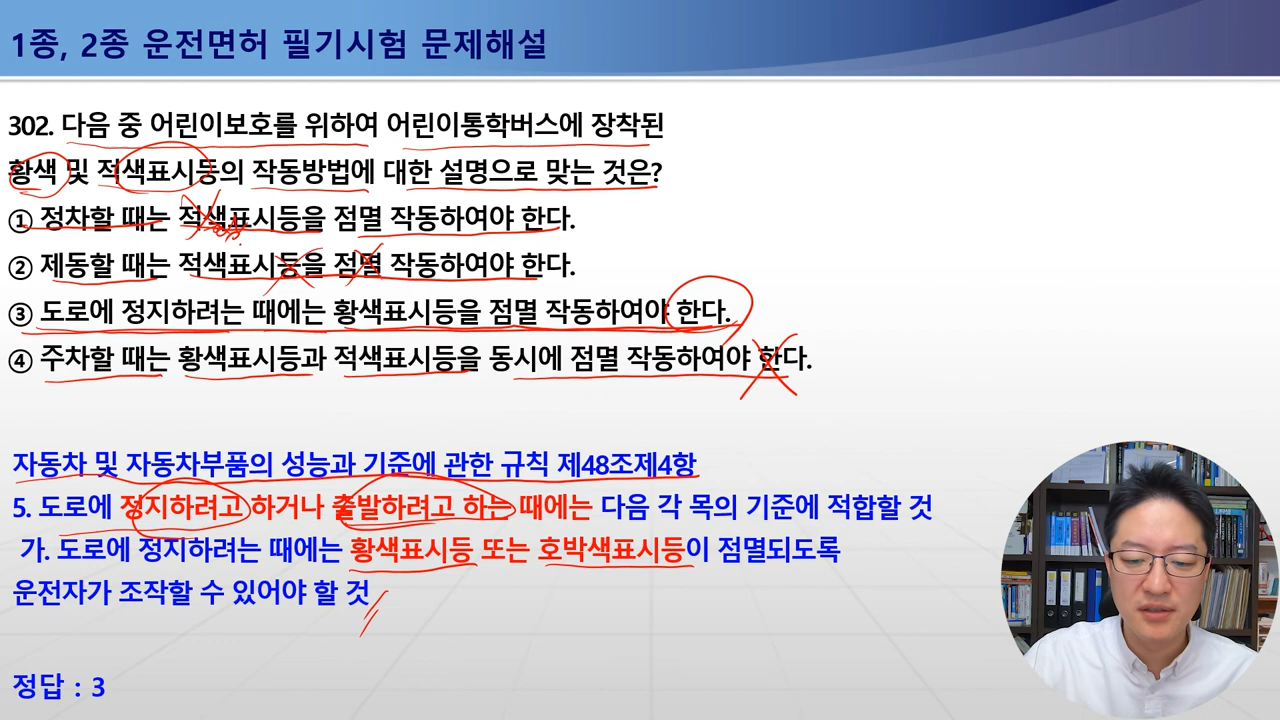 1종, 2종 운전면허 필기시험 문제해설
302. 다음 중 어린이보호를 위하여 어린이통학버스에 장착된
황색 및 적색표시등의 작동방법에 대한 설명으로 맞는 것은?
① 정차할 때는 적색표시등을 점멸 작동하여야 한다.
② 제동할 때는 적색표시등을 점멸 작동하여야 한다.
③ 도로에 정지하려는 때에는 황색표시등을 점멸 작동하여야 한다.
④ 주차할 때는 황색표시등과 적색표시등을 동시에 점멸 작동하여야 한다.
자동차 및 자동차부품의 성능과 기준에 관한 규칙 제48조제4항
5. 도로에 정지하려고 하거나 출발하려고 하는 때에는 다음 각 목의 기준에 적합할 것
가. 도로에 정지하려는 때에는 황색표시등 또는 호박색표시등이 점멸되도록
운전자가 조작할 수 있어야 할 것
정답 : 3